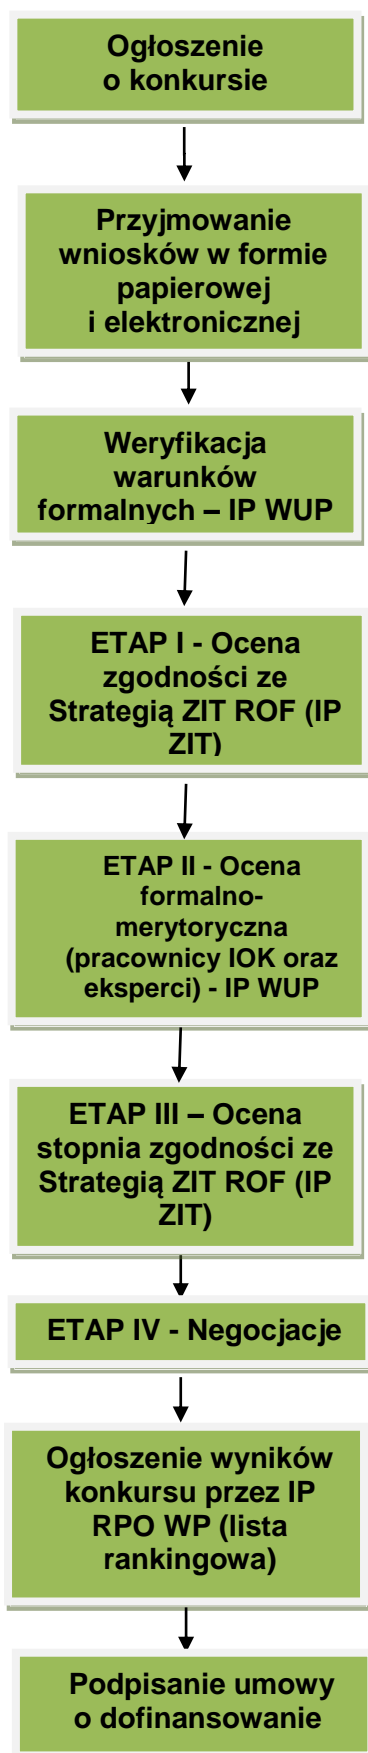 Ogłoszenie
o konkursie
Przyjmowanie
wniosków w formie
papierowej
i elektronicznej
Weryfikacja
warunków
formalnych – IP WUP
ETAP I - Ocena
zgodności ze
Strategią ZIT ROF (IP
ZIT)
ETAP II - Ocena
formalno-
merytoryczna
(pracownicy IOK oraz
eksperci) - IP WUP
ETAP III – Ocena
stopnia zgodności ze
Strategią ZIT ROF (IP
ZIT)
ETAP IV - Negocjacje
Ogłoszenie wyników
konkursu przez IP
RPO WP (lista
rankingowa)
Podpisanie umowy
o dofinansowanie